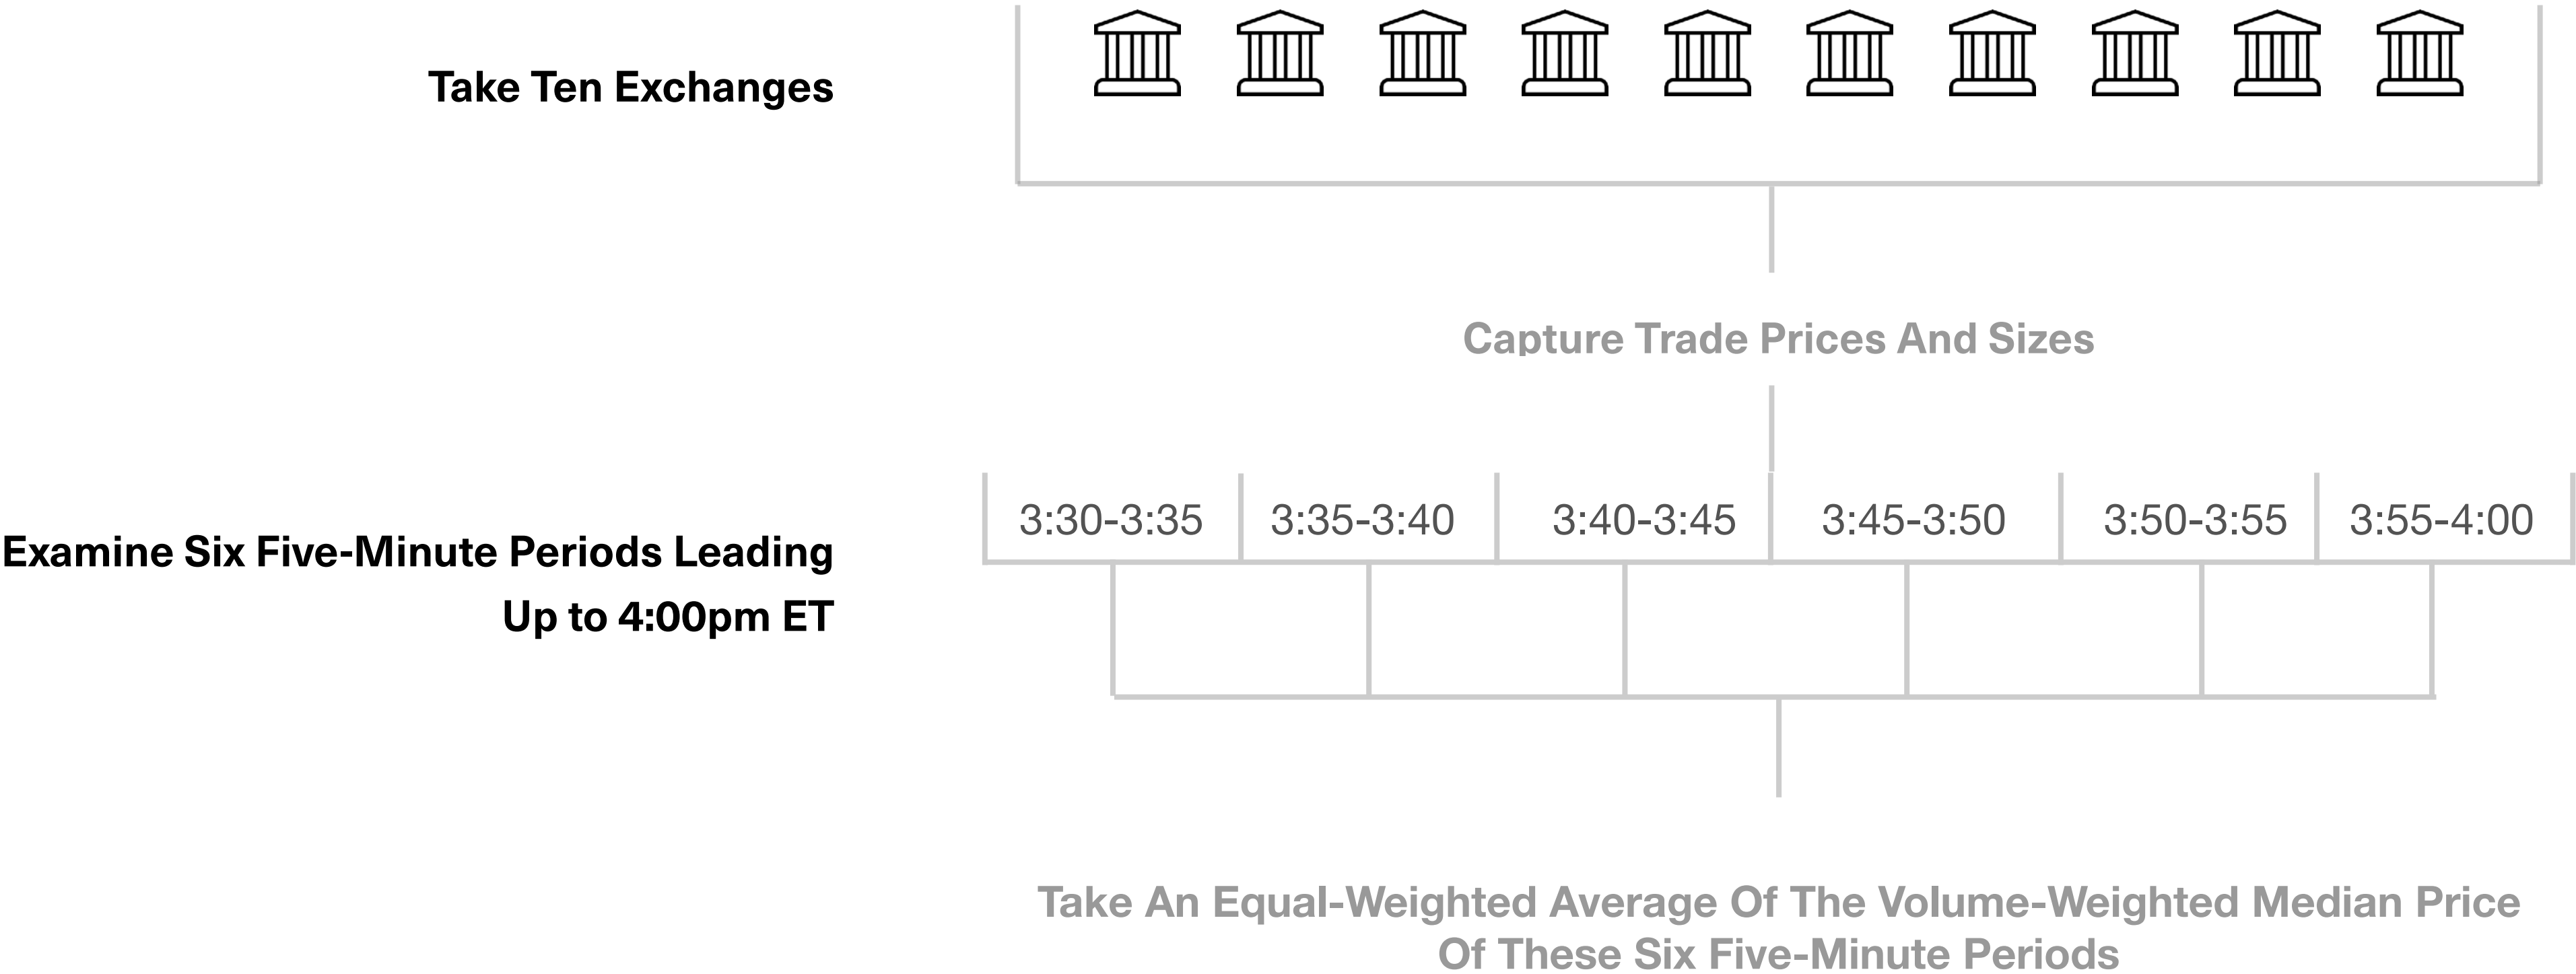 Take Ten Exchanges
Capture Trade Prices And Sizes
3:30-3:35 3:35-3:40 3:40-3:45 3:45-3:50 3:50-3:55 3:55-4:00
Examine Six Five-Minute Periods Leading
Up to 4:00pm ET
Take An Equal-Weighted Average Of The Volume-Weighted Median Price
Of These Six Five-Minute Periods